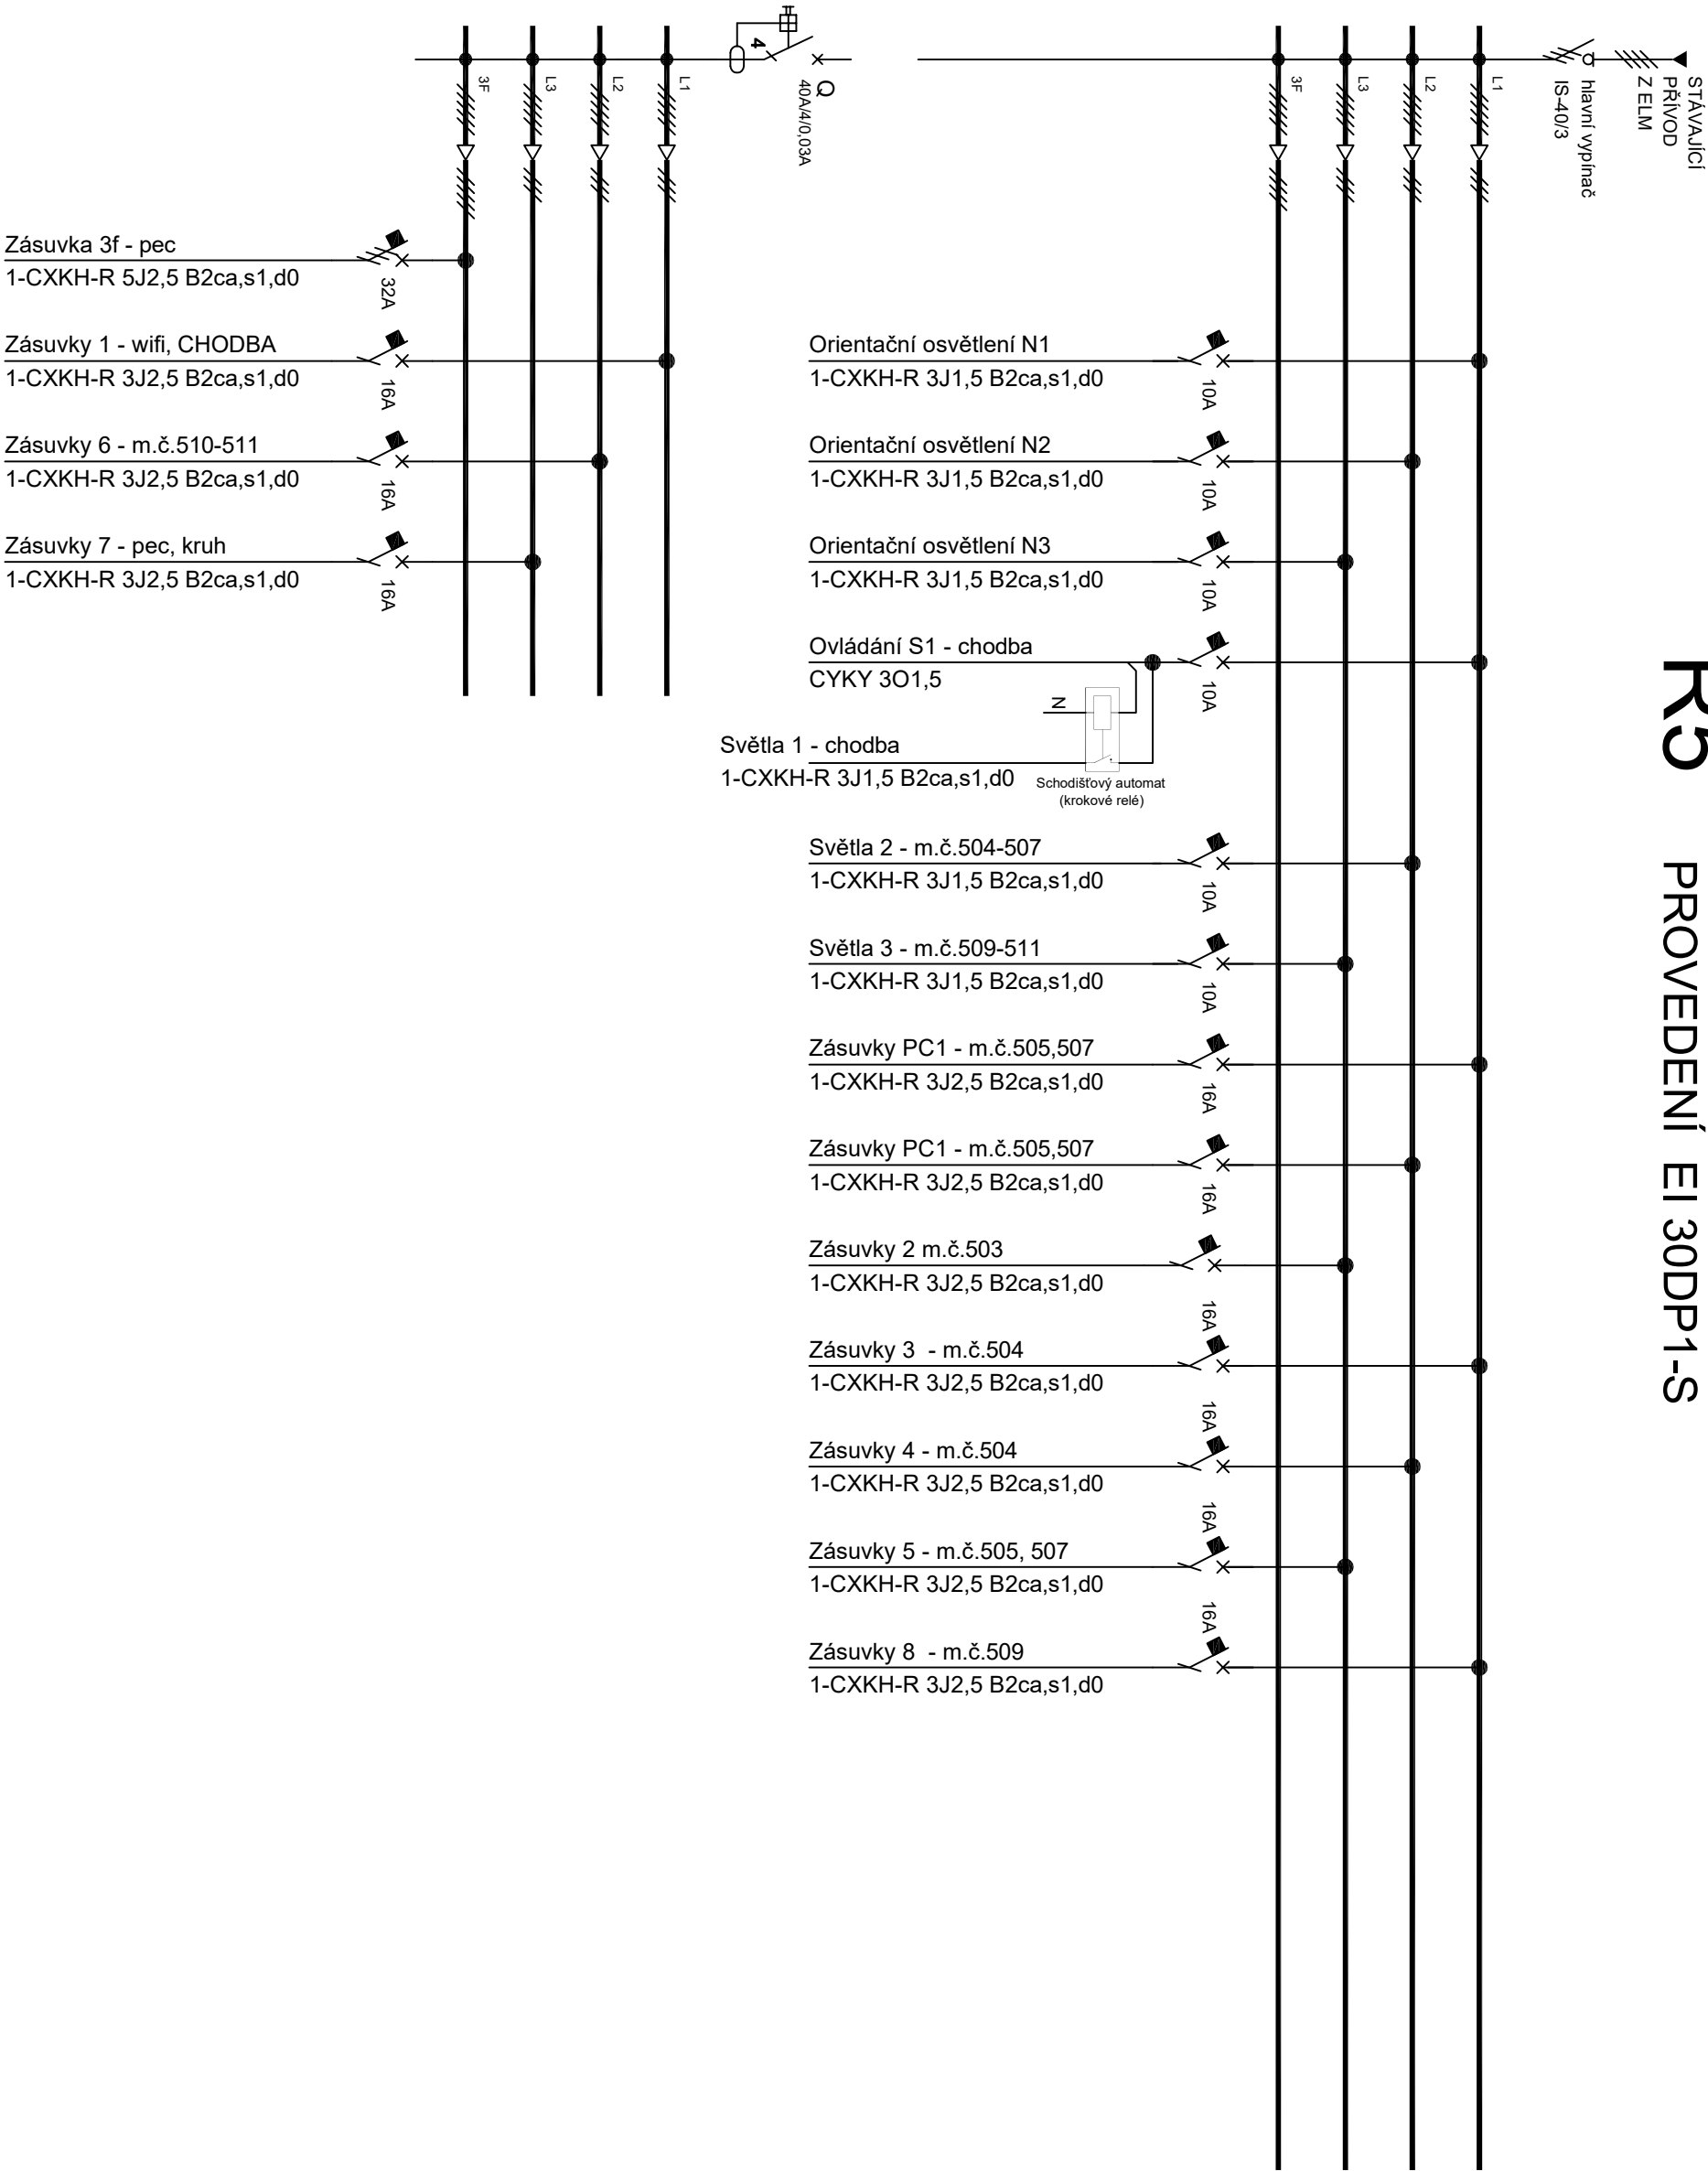 R5 PROVEDENÍ EI 30DP1-S
STÁVAJÍCÍ
PŘÍVOD
Z ELM
hlavní vypínač
IS-40/3
L1
L2
L3
3F
Q
40A/4/0,03A
4
L1
L2
L3
3F
Zásuvka 3f - pec
1-CXKH-R 5J2,5 B2ca,s1,d0
32A
Zásuvky 1 - wifi, CHODBA
1-CXKH-R 3J2,5 B2ca,s1,d0
16A
Zásuvky 6 - m.č.510-511
1-CXKH-R 3J2,5 B2ca,s1,d0
16A
Zásuvky 7 - pec, kruh
1-CXKH-R 3J2,5 B2ca,s1,d0
16A
Orientační osvětlení N1
1-CXKH-R 3J1,5 B2ca,s1,d0
10A
Orientační osvětlení N2
1-CXKH-R 3J1,5 B2ca,s1,d0
10A
Orientační osvětlení N3
1-CXKH-R 3J1,5 B2ca,s1,d0
10A
Ovládání S1 - chodba
CYKY 3O1,5
10A
N
Světla 1 - chodba
1-CXKH-R 3J1,5 B2ca,s1,d0
Schodišťový automat
(krokové relé)
Světla 2 - m.č.504-507
1-CXKH-R 3J1,5 B2ca,s1,d0
10A
Světla 3 - m.č.509-511
1-CXKH-R 3J1,5 B2ca,s1,d0
10A
Zásuvky PC1 - m.č.505,507
1-CXKH-R 3J2,5 B2ca,s1,d0
16A
Zásuvky PC1 - m.č.505,507
1-CXKH-R 3J2,5 B2ca,s1,d0
16A
Zásuvky 2 m.č.503
1-CXKH-R 3J2,5 B2ca,s1,d0
16A
Zásuvky 3 - m.č.504
1-CXKH-R 3J2,5 B2ca,s1,d0
16A
Zásuvky 4 - m.č.504
1-CXKH-R 3J2,5 B2ca,s1,d0
16A
Zásuvky 5 - m.č.505, 507
1-CXKH-R 3J2,5 B2ca,s1,d0
16A
Zásuvky 8 - m.č.509
1-CXKH-R 3J2,5 B2ca,s1,d0